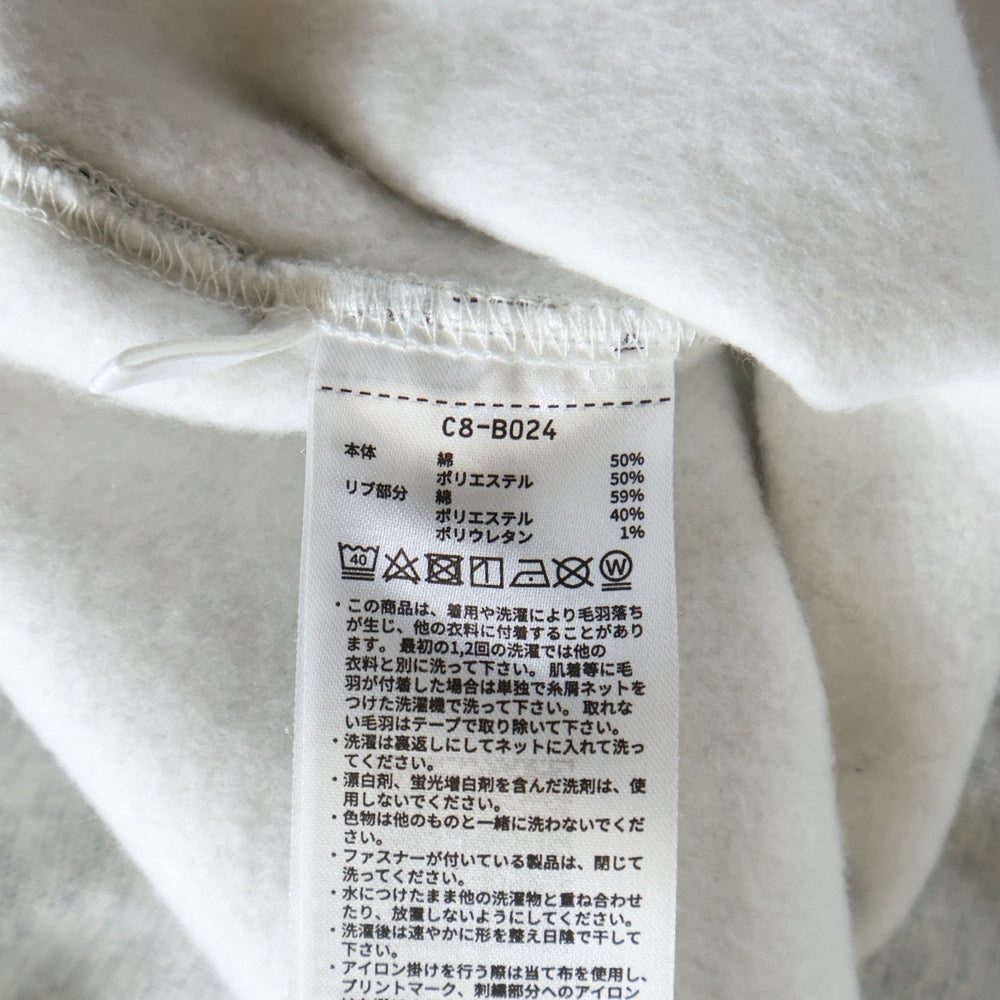 C8-B024
本体 綿 50%
ポリエステル 50%
リブ部分 綿 59%
ポリエステル 40%
ポリウレタン 1%
40 W
・この商品は、着用や洗濯により毛羽落ち
が生じ、他の衣料に付着することがあり
ます。最初の1,2回の洗濯では他の
衣料と別に洗って下さい。肌着等に毛
羽が付着した場合は単独で糸屑ネットを
つけた洗濯機で洗って下さい。取れな
い毛羽はテープで取り除いて下さい。
・洗濯は裏返しにしてネットに入れて洗っ
てください。
・漂白剤、蛍光増白剤を含んだ洗剤は、使
用しないでください。
・色物は他のものと一緒に洗わないでくだ
さい。
・ファスナーが付いている製品は、閉じて
洗ってください。
・水につけたまま他の洗濯物と重ね合わせ
たり、放置しないようにしてください。
・洗濯後は速やかに形を整え日陰で干して
下さい。
・アイロン掛けを行う際は当て布を使用し、
プリントマーク、刺繍部分へのアイロン